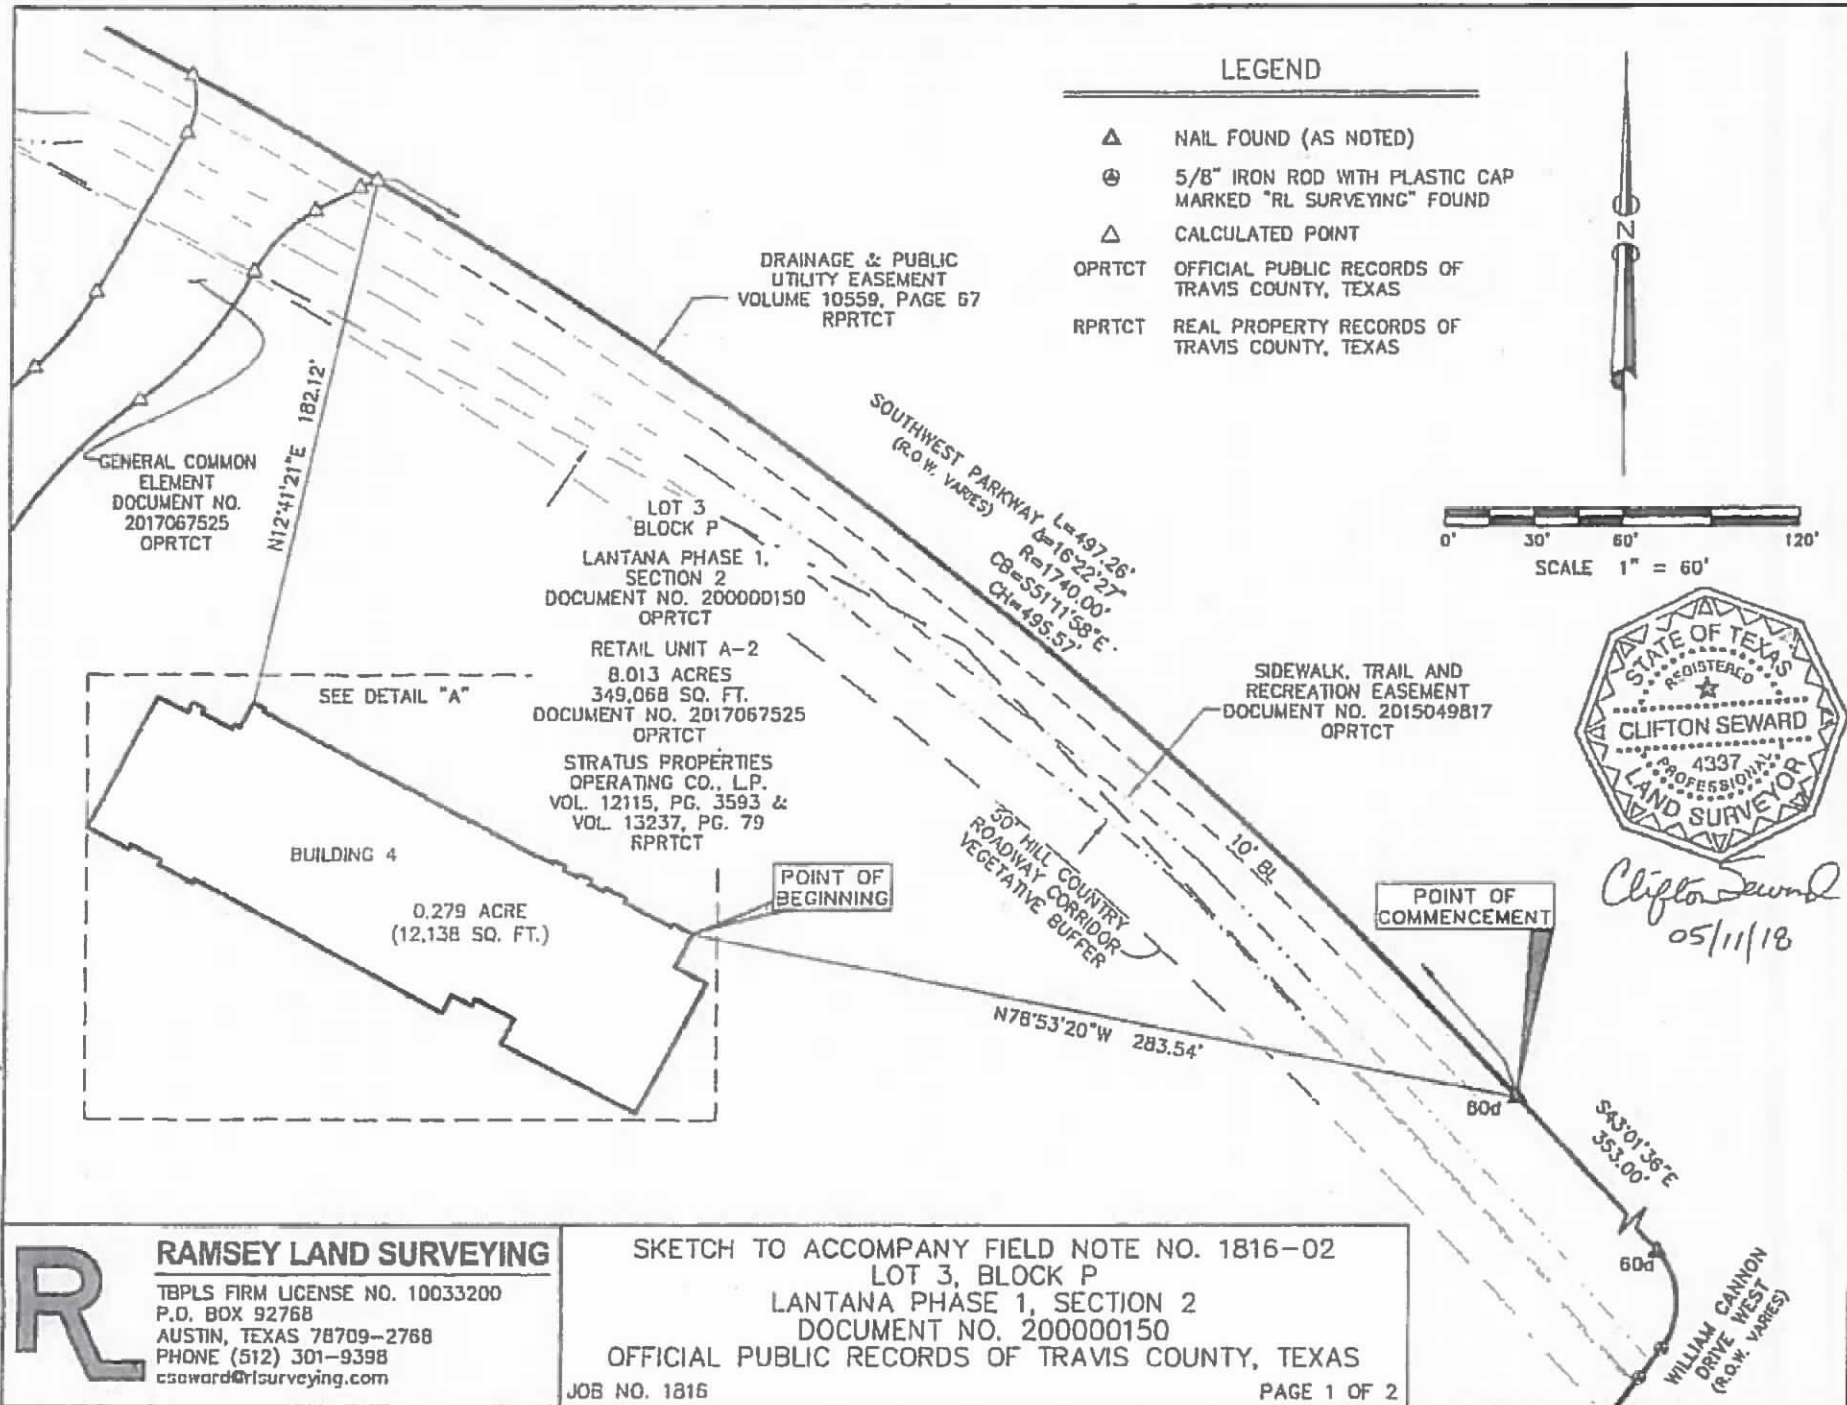 LEGEND
NAIL FOUND (AS NOTED)
5/8" IRON ROD WITH PLASTIC CAP
MARKED "RL SURVEYING" FOUND
CALCULATED POINT
OPRTCT OFFICIAL PUBLIC RECORDS OF
TRAVIS COUNTY, TEXAS
RPRTCT REAL PROPERTY RECORDS OF
TRAVIS COUNTY, TEXAS
N
0' 30' 60' 120'
SCALE 1" = 60'
STATE OF TEXAS
REGISTERED
CLIFTON SEWARD
4337
PROFESSIONAL
LAND SURVEYOR
Clifton Seward
05/11/18
DRAINAGE & PUBLIC
UTILITY EASEMENT
VOLUME 10559, PAGE 67
RPRTCT
SOUTHWEST PARKWAY
(R.O.W. VARIES)
L=497.26'
Δ=16°22'27"
R=1740.00'
CB=S51°11'58"E
CH=495.57'
GENERAL COMMON
ELEMENT
DOCUMENT NO.
2017067525
OPRTCT
N12°41'21"E 182.12'
LOT 3
BLOCK P
LANTANA PHASE 1,
SECTION 2
DOCUMENT NO. 200000150
OPRTCT
RETAIL UNIT A-2
8.013 ACRES
349,068 SQ. FT.
DOCUMENT NO. 2017067525
OPRTCT
STRATUS PROPERTIES
OPERATING CO., L.P.
VOL. 12115, PG. 3593 &
VOL. 13237, PG. 79
RPRTCT
SEE DETAIL "A"
BUILDING 4
0.279 ACRE
(12,138 SQ. FT.)
POINT OF
BEGINNING
SIDEWALK, TRAIL AND
RECREATION EASEMENT
DOCUMENT NO. 2015049817
OPRTCT
10' BL
50' HILL COUNTRY
ROADWAY CORRIDOR
VEGETATIVE BUFFER
POINT OF
COMMENCEMENT
N78°53'20"W 283.54'
60d
S43°01'36"E
353.00'
60d
WILLIAM CANNON
DRIVE WEST
(R.O.W. VARIES)
R
RAMSEY LAND SURVEYING
TBPLS FIRM LICENSE NO. 10033200
P.O. BOX 92768
AUSTIN, TEXAS 78709-2768
PHONE (512) 301-9398
cseward@rlsurveying.com
SKETCH TO ACCOMPANY FIELD NOTE NO. 1816-02
LOT 3, BLOCK P
LANTANA PHASE 1, SECTION 2
DOCUMENT NO. 200000150
OFFICIAL PUBLIC RECORDS OF TRAVIS COUNTY, TEXAS
JOB NO. 1816 PAGE 1 OF 2